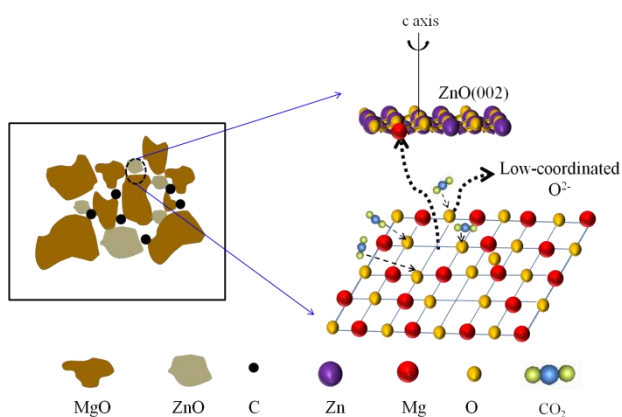 c axis
ZnO(002)
Low-coordinated
O²⁻
MgO ZnO C Zn Mg O CO₂